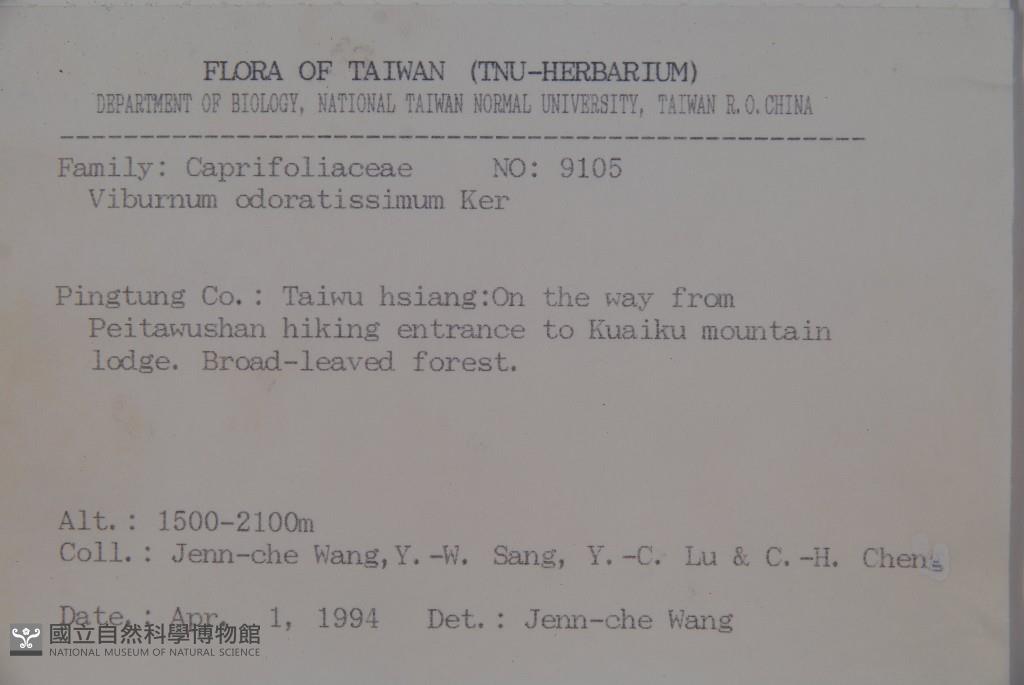 FLORA OF TAIWAN (TNU-HERBARIUM)
DEPARTMENT OF BIOLOGY, NATIONAL TAIWAN NORMAL UNIVERSITY, TAIWAN R.O.CHINA
Family: Caprifoliaceae NO: 9105
Viburnum odoratissimum Ker
Pingtung Co.: Taiwu hsiang:On the way from
Peitawushan hiking entrance to Kuaiku mountain
lodge. Broad-leaved forest.
Alt.: 1500-2100m
Coll.: Jenn-che Wang,Y.-W. Sang, Y.-C. Lu & C.-H. Cheng
Date.: Apr. 1, 1994 Det.: Jenn-che Wang
國立自然科學博物館
NATIONAL MUSEUM OF NATURAL SCIENCE